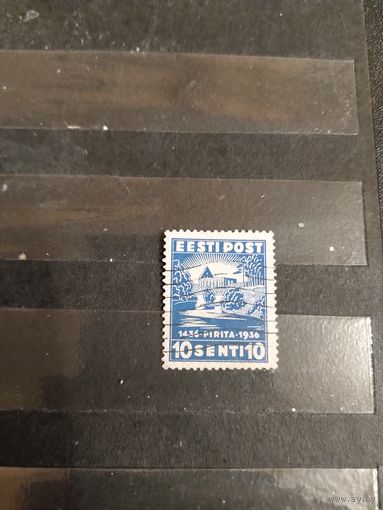 EESTI POST
1436-PIRITA-1936
10 SENTI 10
www.ay.by